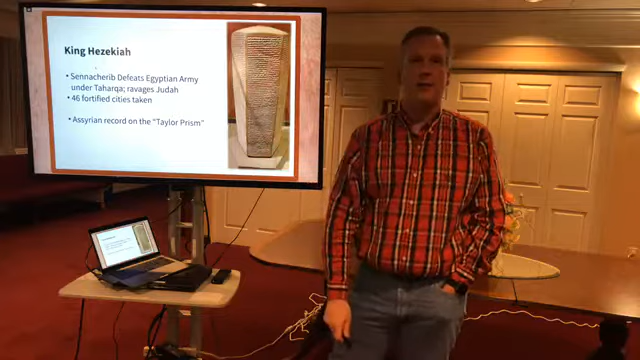 King Hezekiah
• Sennacherib Defeats Egyptian Army
under Taharqa; ravages Judah
• 46 fortified cities taken
• Assyrian record on the "Taylor Prism"